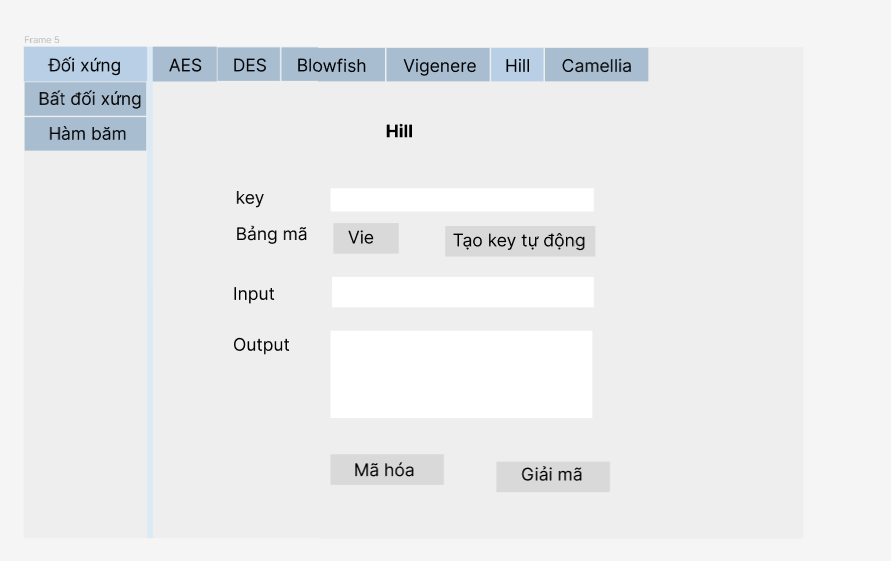 Frame 5
Đối xứng AES DES Blowfish Vigenere Hill Camellia
Bất đối xứng
Hàm băm
Hill
key
Bảng mã Vie Tạo key tự động
Input
Output
Mã hóa Giải mã